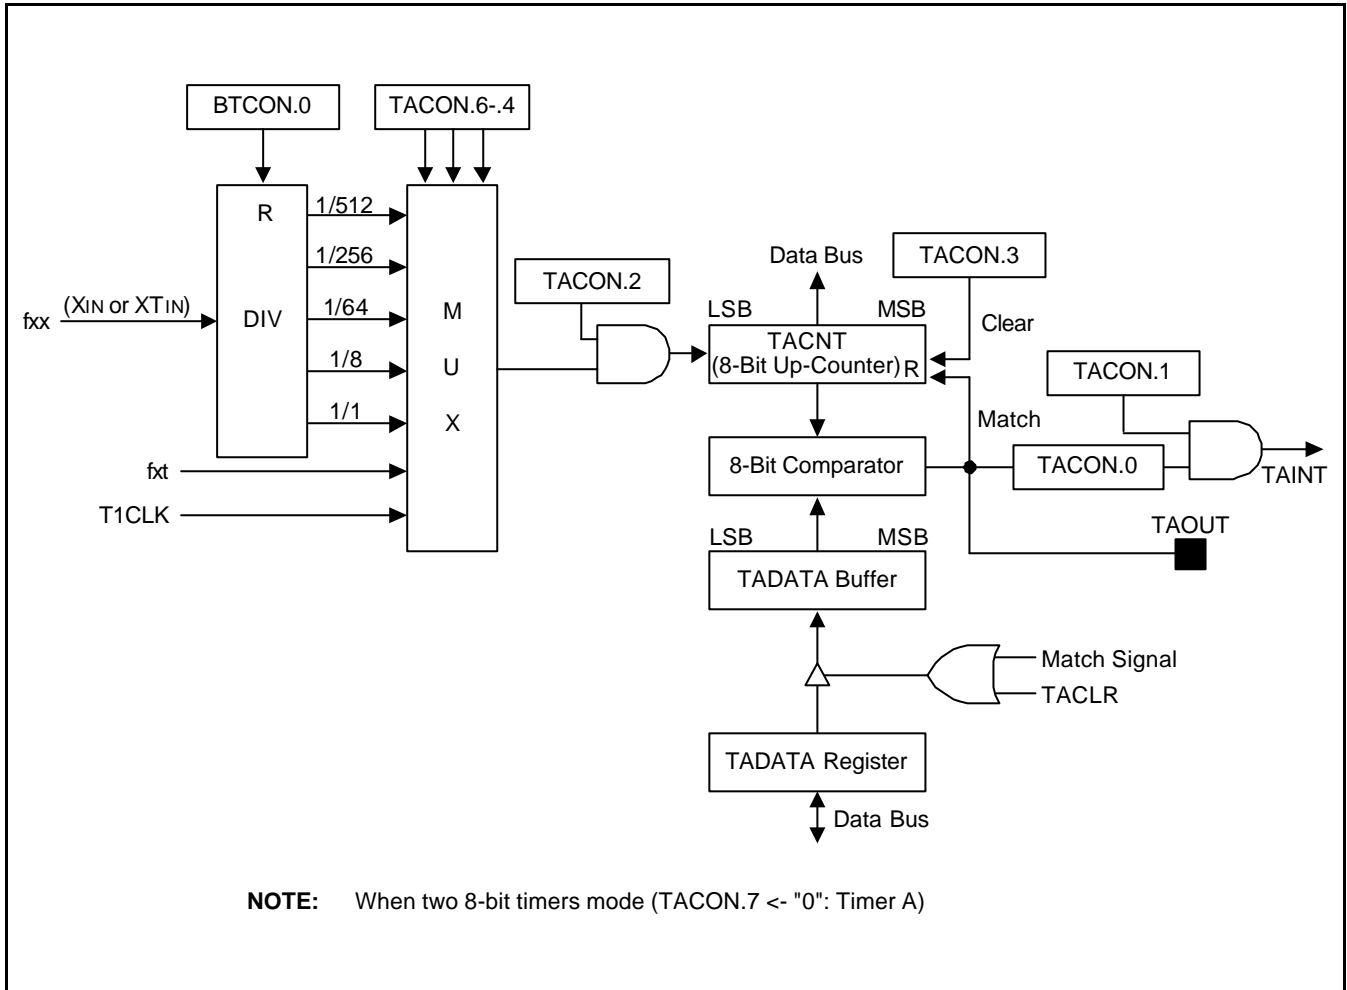 BTCON.0
TACON.6-.4
R
1/512
1/256
(XIN or XTIN)
fxx
DIV
1/64
1/8
1/1
M
U
X
fxt
T1CLK
TACON.2
Data Bus
TACON.3
LSB
MSB
Clear
TACNT
(8-Bit Up-Counter)
R
TACON.1
Match
8-Bit Comparator
TACON.0
TAINT
TAOUT
LSB
MSB
TADATA Buffer
Match Signal
TACLR
TADATA Register
Data Bus
NOTE: When two 8-bit timers mode (TACON.7 <- "0": Timer A)